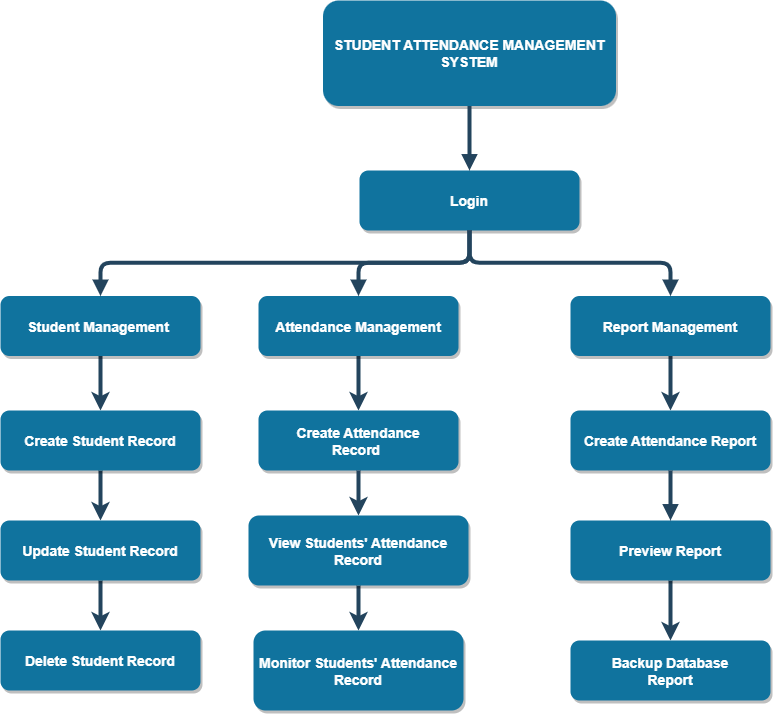 STUDENT ATTENDANCE MANAGEMENT
SYSTEM
Login
Student Management
Attendance Management
Report Management
Create Student Record
Create Attendance
Record
Create Attendance Report
Update Student Record
View Students' Attendance
Record
Preview Report
Delete Student Record
Monitor Students' Attendance
Record
Backup Database
Report